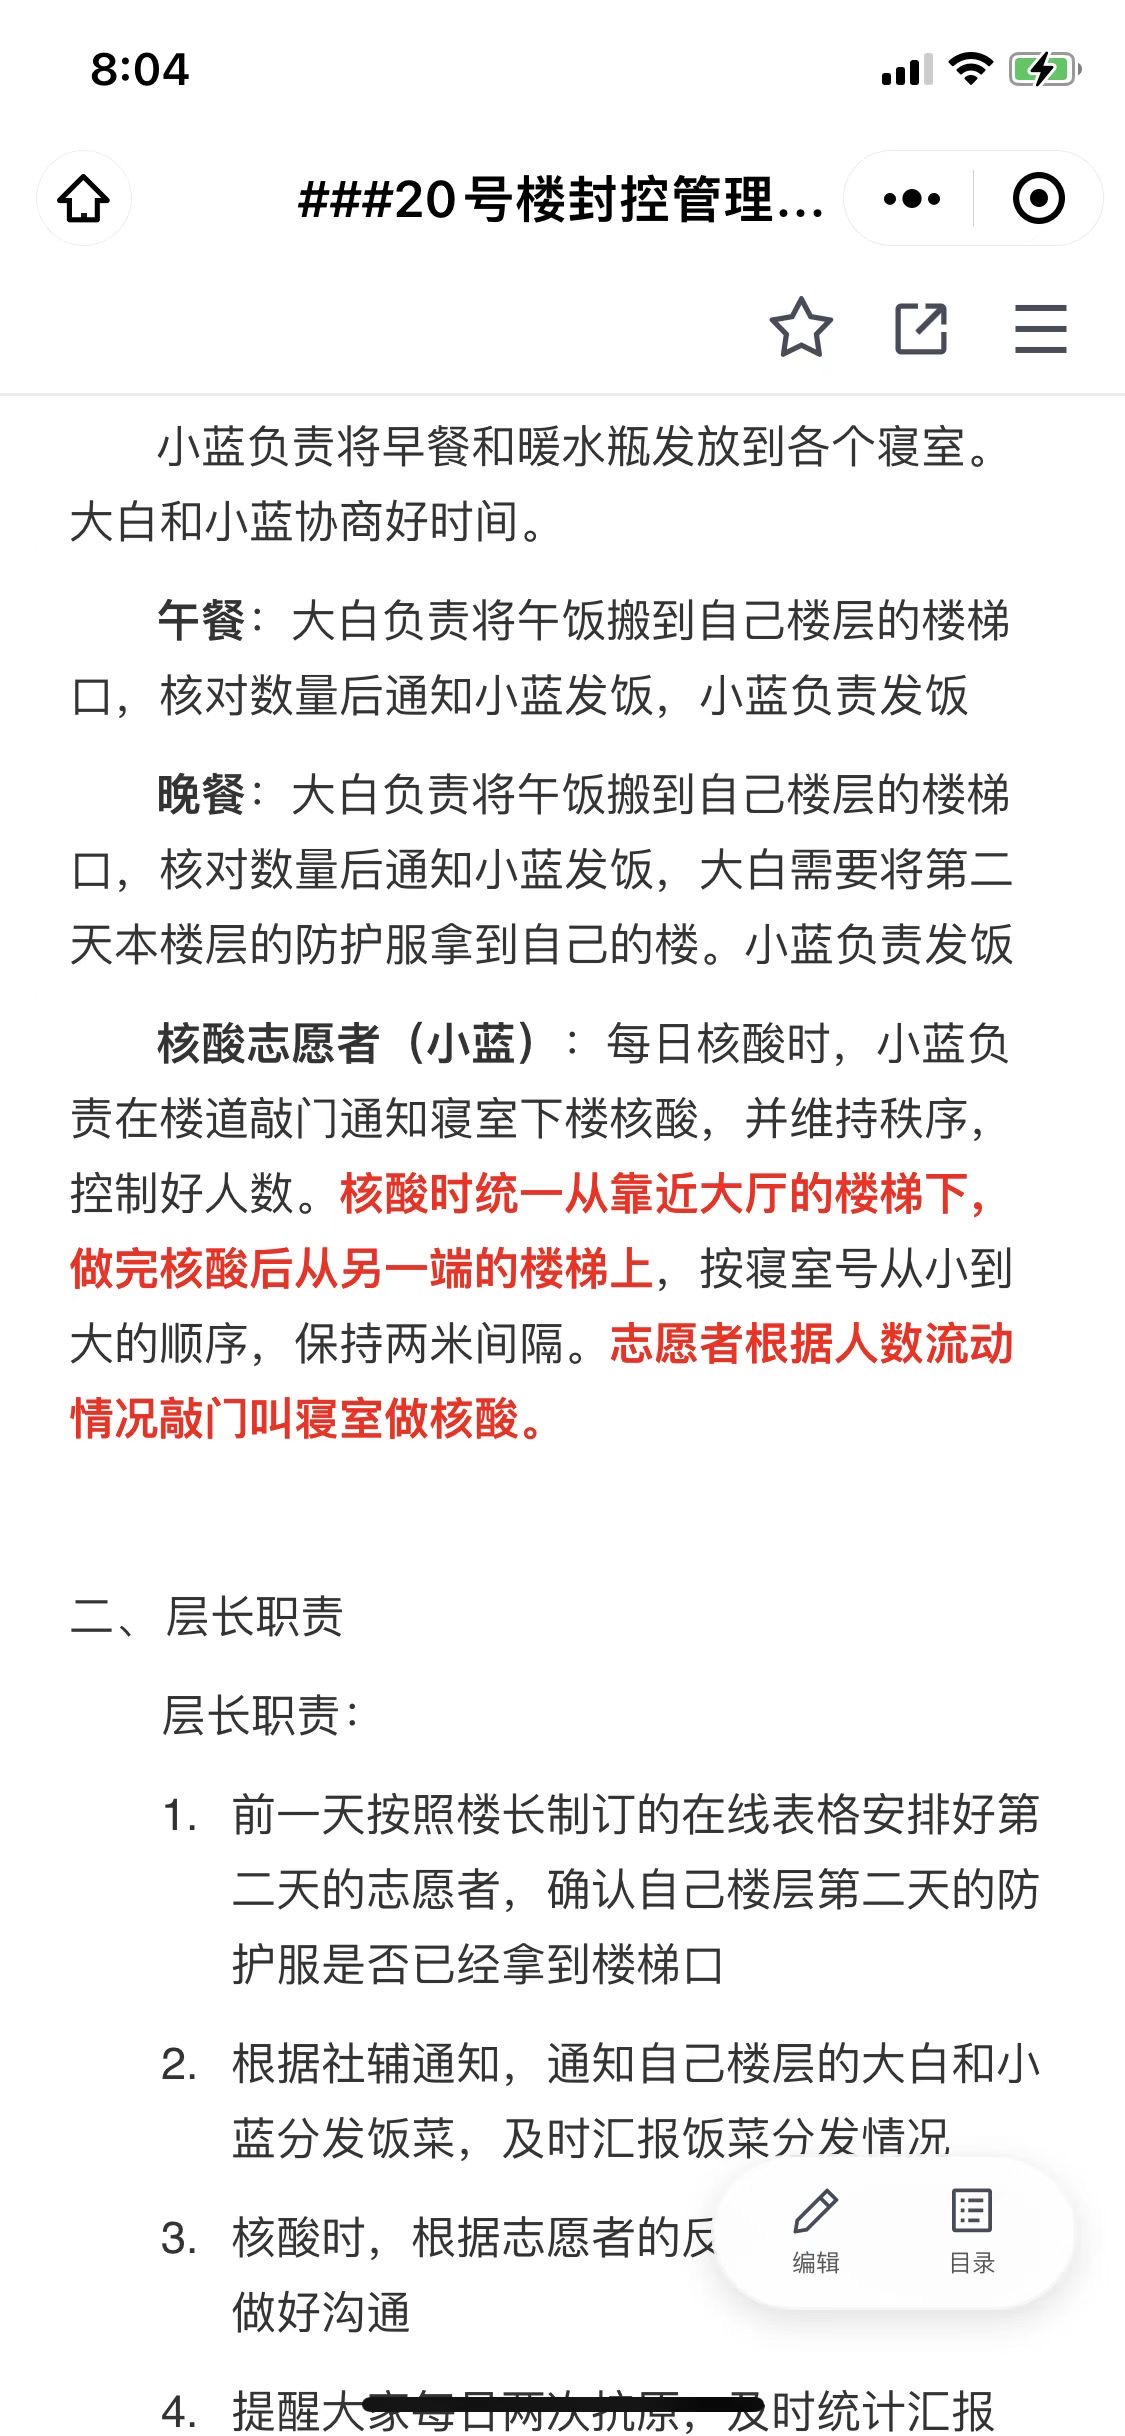 8:04
###20号楼封控管理...
小蓝负责将早餐和暖水瓶发放到各个寝室。
大白和小蓝协商好时间。
午餐：大白负责将午饭搬到自己楼层的楼梯
口，核对数量后通知小蓝发饭，小蓝负责发饭
晚餐：大白负责将午饭搬到自己楼层的楼梯
口，核对数量后通知小蓝发饭，大白需要将第二
天本楼层的防护服拿到自己的楼。小蓝负责发饭
核酸志愿者（小蓝）：每日核酸时，小蓝负
责在楼道敲门通知寝室下楼核酸，并维持秩序，
控制好人数。核酸时统一从靠近大厅的楼梯下，
做完核酸后从另一端的楼梯上，按寝室号从小到
大的顺序，保持两米间隔。志愿者根据人数流动
情况敲门叫寝室做核酸。
二、层长职责
层长职责：
1. 前一天按照楼长制订的在线表格安排好第
二天的志愿者，确认自己楼层第二天的防
护服是否已经拿到楼梯口
2. 根据社辅通知，通知自己楼层的大白和小
蓝分发饭菜，及时汇报饭菜分发情况
3. 核酸时，根据志愿者的反
做好沟通
4. 提醒大家每日两次抗原，及时统计汇报
编辑
目录